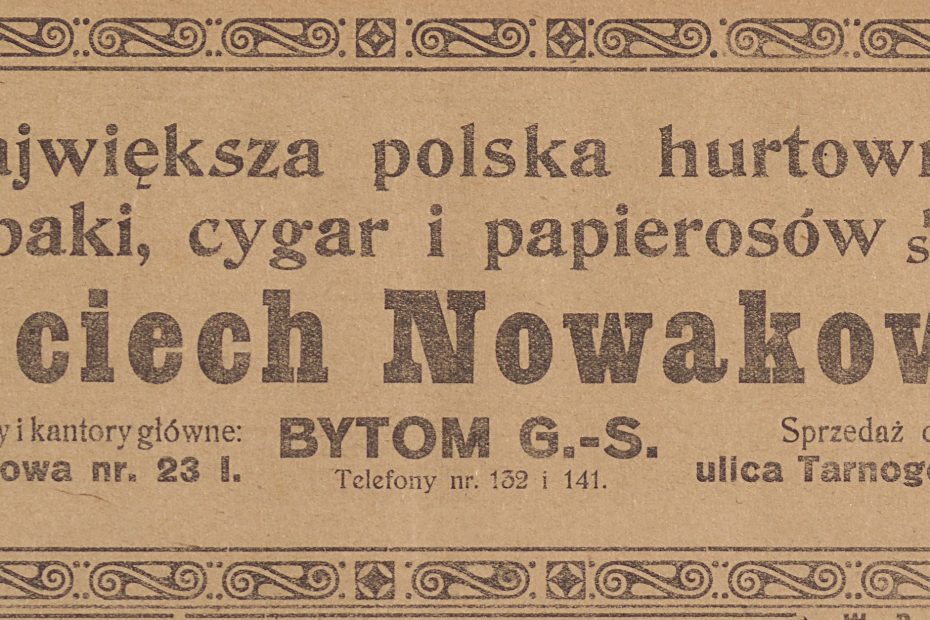 ajwiększa polska hurtown
baki, cygar i papierosów
ciech Nowakow
y i kantory główne: BYTOM G.-S. Sprzedaż
owa nr. 23 I. Telefony nr. 132 i 141. ulica Tarnog